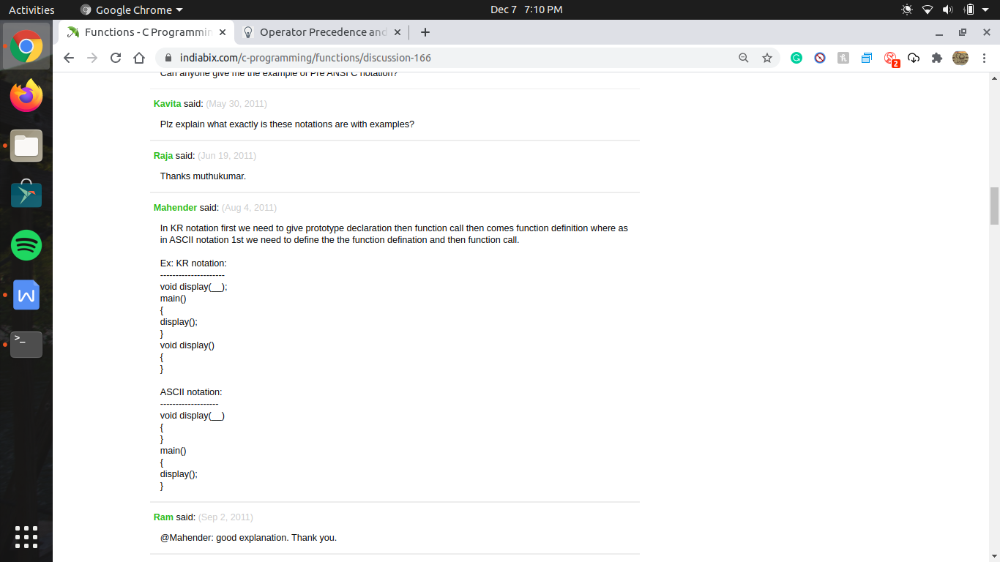 Activities
Google Chrome
Dec 7 7:10 PM
Functions - C Programmin
Operator Precedence and
indiabix.com/c-programming/functions/discussion-166
2
Can anyone give me the example of Pre ANSI C notation?
Kavita said: (May 30, 2011)
Plz explain what exactly is these notations are with examples?
Raja said: (Jun 19, 2011)
Thanks muthukumar.
Mahender said: (Aug 4, 2011)
In KR notation first we need to give prototype declaration then function call then comes function definition where as
in ASCII notation 1st we need to define the the function defination and then function call.
Ex: KR notation:
---------------------
void display(__);
main()
{
display();
}
void display()
{
}
ASCII notation:
-------------------
void display(__)
{
}
main()
{
display();
}
Ram said: (Sep 2, 2011)
@Mahender: good explanation. Thank you.